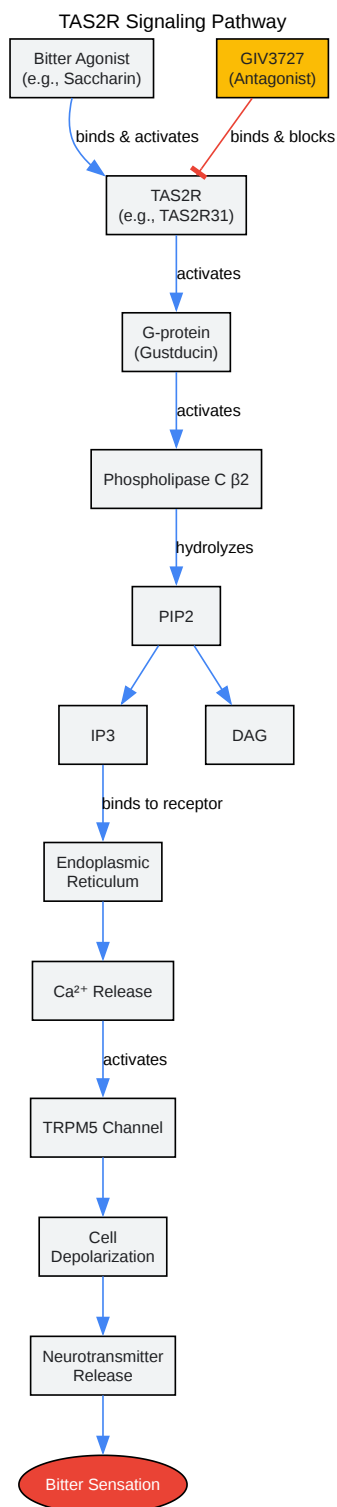 TAS2R Signaling Pathway
Bitter Agonist
(e.g., Saccharin)
GIV3727
(Antagonist)
binds & activates
binds & blocks
TAS2R
(e.g., TAS2R31)
activates
G-protein
(Gustducin)
activates
Phospholipase C β2
hydrolyzes
PIP2
IP3
DAG
binds to receptor
Endoplasmic
Reticulum
Ca²⁺ Release
activates
TRPM5 Channel
Cell
Depolarization
Neurotransmitter
Release
Bitter Sensation